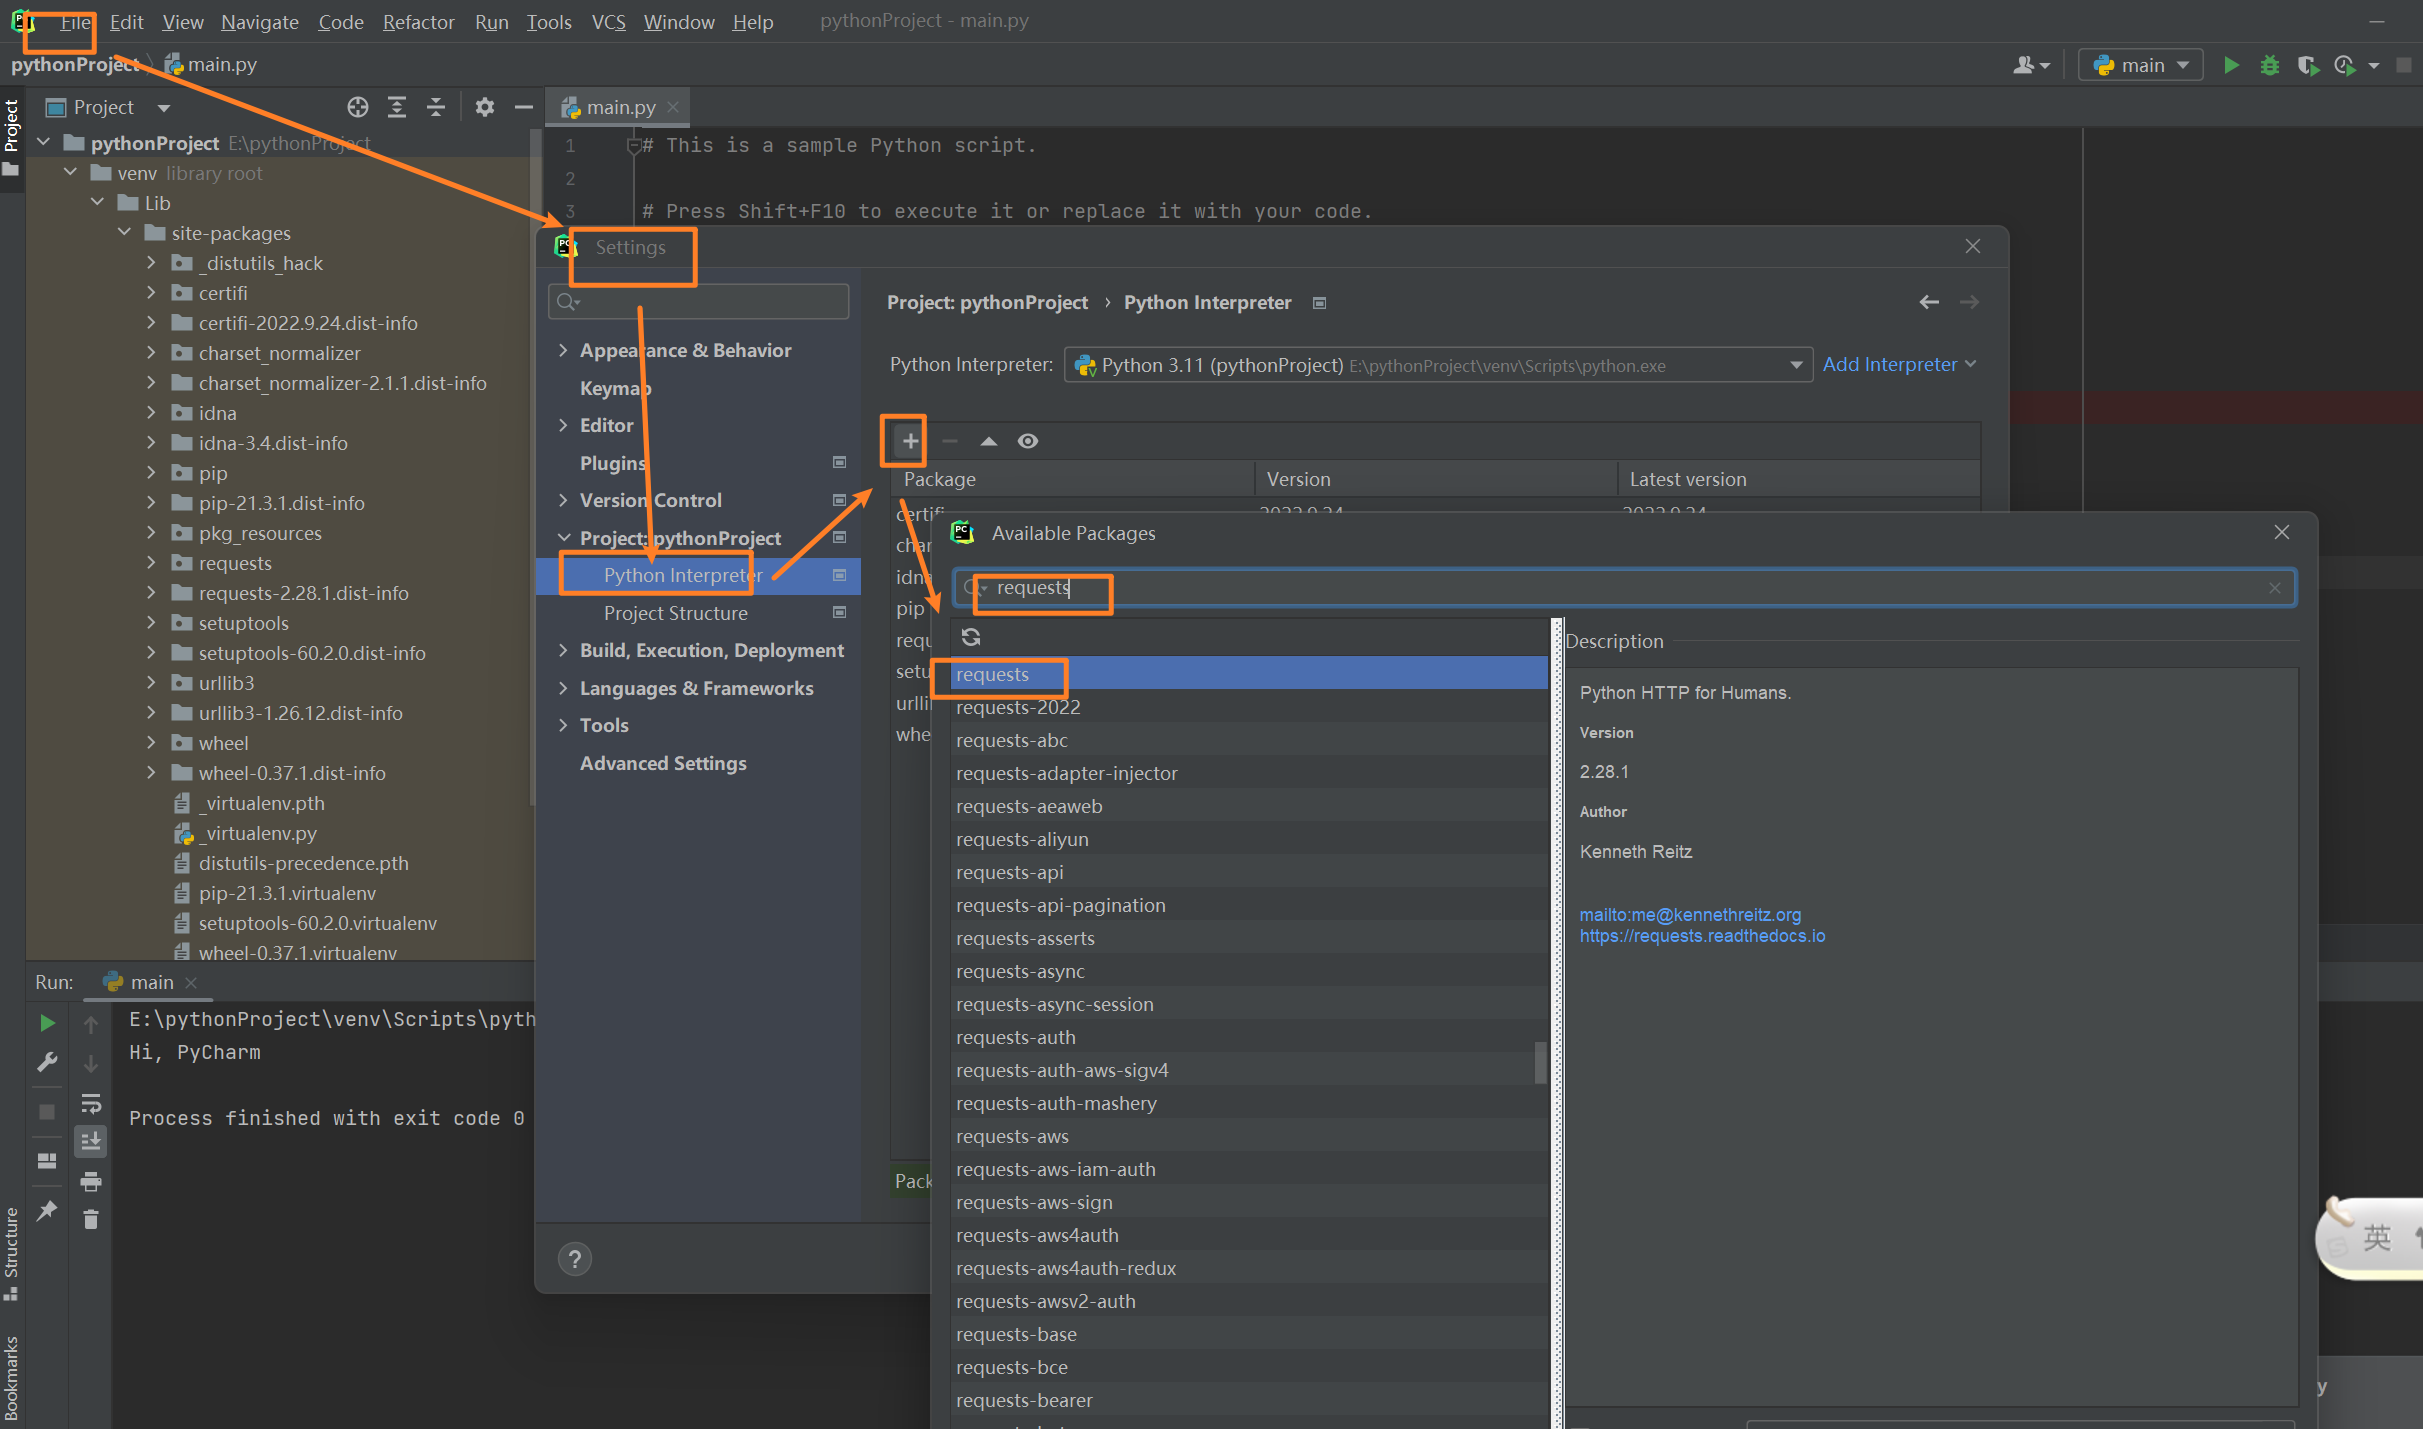 File Edit View Navigate Code Refactor Run Tools VCS Window Help pythonProject - main.py
pythonProject main.py
main
Project
Project
main.py
pythonProject E:\pythonProject
venv library root
Lib
site-packages
_distutils_hack
certifi
certifi-2022.9.24.dist-info
charset_normalizer
charset_normalizer-2.1.1.dist-info
idna
idna-3.4.dist-info
pip
pip-21.3.1.dist-info
pkg_resources
requests
requests-2.28.1.dist-info
setuptools
setuptools-60.2.0.dist-info
urllib3
urllib3-1.26.12.dist-info
wheel
wheel-0.37.1.dist-info
_virtualenv.pth
_virtualenv.py
distutils-precedence.pth
pip-21.3.1.virtualenv
setuptools-60.2.0.virtualenv
wheel-0.37.1.virtualenv
1 # This is a sample Python script.
2
3 # Press Shift+F10 to execute it or replace it with your code.
Settings
Appearance & Behavior
Keymap
Editor
Plugins
Version Control
Project: pythonProject
Python Interpreter
Project Structure
Build, Execution, Deployment
Languages & Frameworks
Tools
Advanced Settings
?
Project: pythonProject › Python Interpreter
Python Interpreter: Python 3.11 (pythonProject) E:\pythonProject\venv\Scripts\python.exe Add Interpreter
Package Version Latest version
certifi 2022.9.24 2022.9.24
char
idna
pip
requ
setu
urlli
whe
Pack
Available Packages
requests
requests
requests-2022
requests-abc
requests-adapter-injector
requests-aeaweb
requests-aliyun
requests-api
requests-api-pagination
requests-asserts
requests-async
requests-async-session
requests-auth
requests-auth-aws-sigv4
requests-auth-mashery
requests-aws
requests-aws-iam-auth
requests-aws-sign
requests-aws4auth
requests-aws4auth-redux
requests-awsv2-auth
requests-base
requests-bce
requests-bearer
Description
Python HTTP for Humans.
Version
2.28.1
Author
Kenneth Reitz
mailto:me@kennethreitz.org
https://requests.readthedocs.io
Run: main
E:\pythonProject\venv\Scripts\pyth
Hi, PyCharm
Process finished with exit code 0
Structure
Bookmarks
英
y